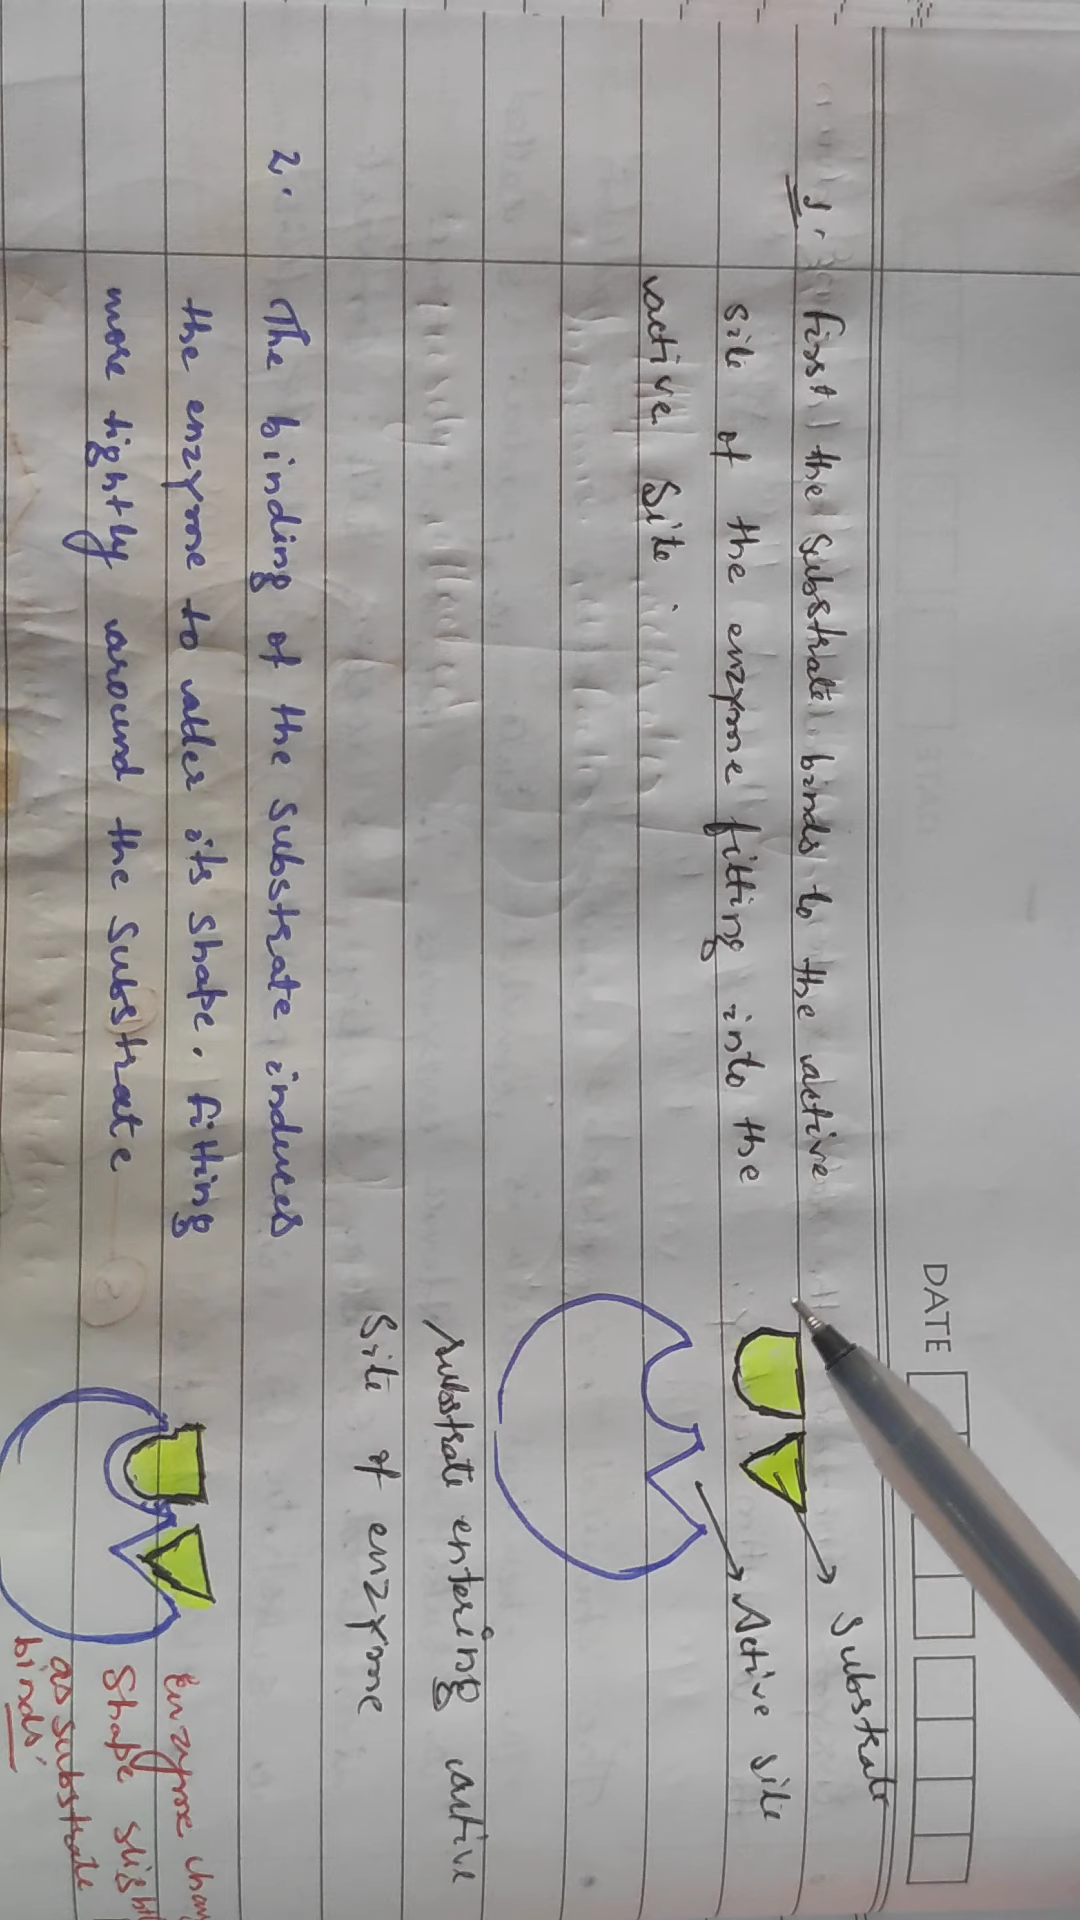 DATE
1. first the substrate binds to the active
site of the enzyme fitting into the
active site
Substrate
Active site
substrate entering active
site of enzyme
2. The binding of the substrate induces
the enzyme to alter its shape. fitting
more tightly around the substrate
Enzyme chan
shape slight
as substrate
binds.